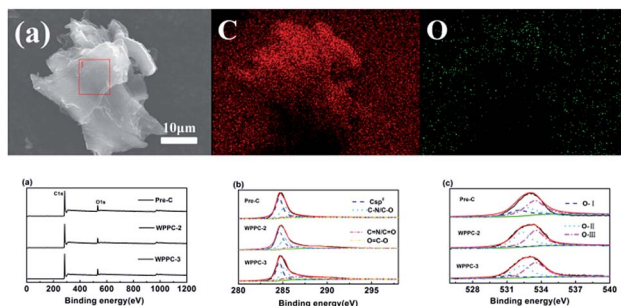 (a)
C
O
10μm
(a)
C1s
O1s
Pre-C
WPPC-2
WPPC-3
0 200 400 600 800 1000 1200
Binding energy(eV)
(b)
Pre-C
WPPC-2
WPPC-3
C-N/C-O
C=N/C=O
O=C-O
280 285 290 295
Binding energy(eV)
(c)
Pre-C
WPPC-2
WPPC-3
O-Ⅰ
O-Ⅱ
O-Ⅲ
528 531 534 537 540
Binding energy(eV)